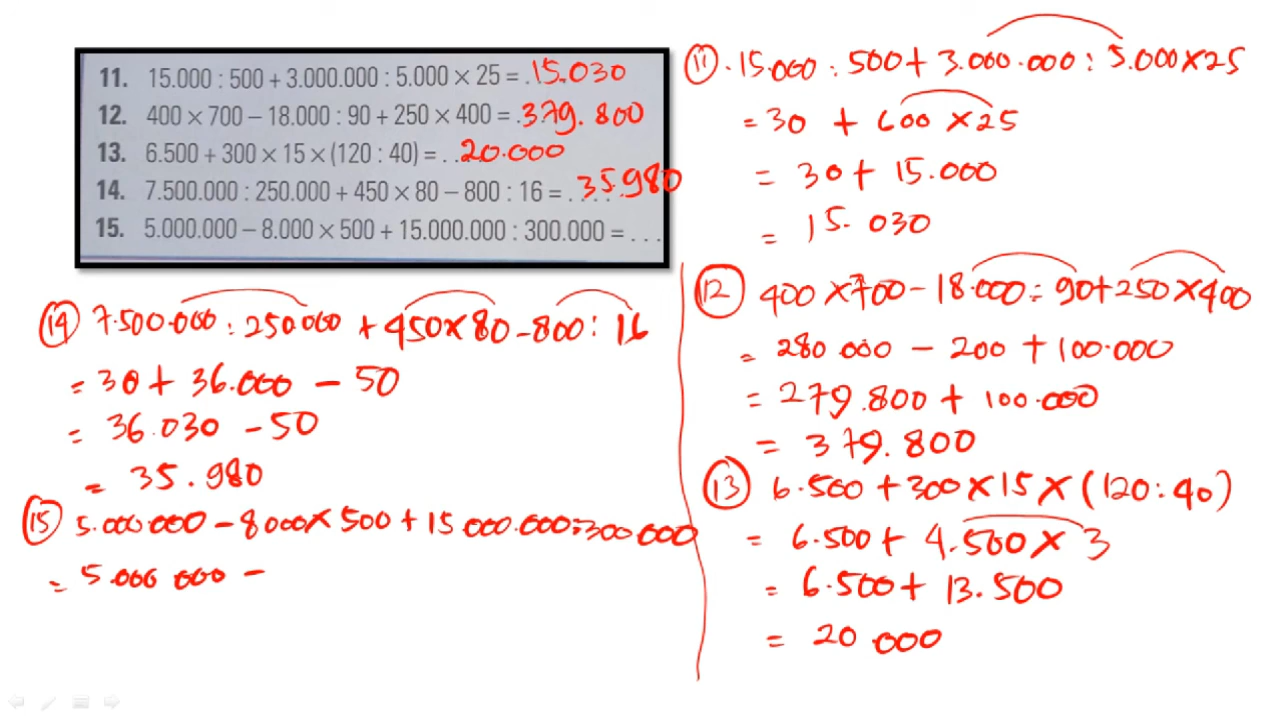 11. 15.000 : 500 + 3.000.000 : 5.000 × 25 = . 15.030
12. 400 × 700 – 18.000 : 90 + 250 × 400 = . 379.800
13. 6.500 + 300 × 15 × (120 : 40) = . . 20.000
14. 7.500.000 : 250.000 + 450 × 80 – 800 : 16 = . . . . 35.980
15. 5.000.000 – 8.000 × 500 + 15.000.000 : 300.000 = . . .
14 7.500.000 : 250.000 + 450 × 80 – 800 : 16
= 30 + 36.000 – 50
= 36.030 – 50
= 35.980
15 5.000.000 – 8000 × 500 + 15.000.000 : 300.000
= 5.000 000 –
11. 15.000 : 500 + 3.000.000 : 5.000 × 25
= 30 + 600 × 25
= 30 + 15.000
= 15.030
12 400 × 700 – 18.000 : 90 + 250 × 400
= 280.000 – 200 + 100.000
= 279.800 + 100.000
= 379.800
13 6.500 + 300 × 15 × (120 : 40)
= 6.500 + 4.500 × 3
= 6.500 + 13.500
= 20 000